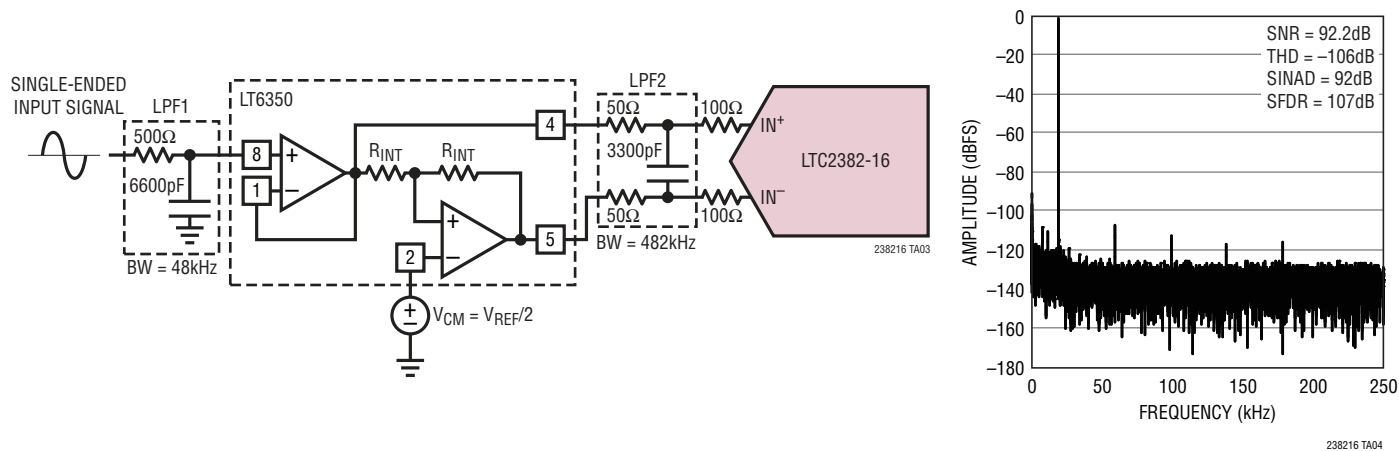 SINGLE-ENDED
INPUT SIGNAL
LPF1
500Ω
6600pF
BW = 48kHz
LT6350
8
1
+
−
R_INT
R_INT
+
−
2
4
5
+
−
V_CM = V_REF/2
LPF2
50Ω
3300pF
50Ω
BW = 482kHz
100Ω
100Ω
IN⁺
IN⁻
LTC2382-16
238216 TA03
SNR = 92.2dB
THD = –106dB
SINAD = 92dB
SFDR = 107dB
AMPLITUDE (dBFS)
0
–20
–40
–60
–80
–100
–120
–140
–160
–180
0 50 100 150 200 250
FREQUENCY (kHz)
238216 TA04